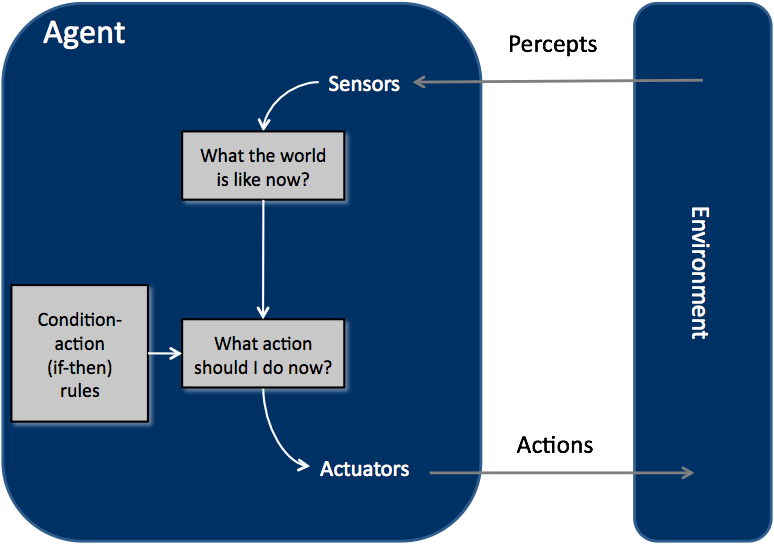 Agent
Percepts
Sensors
What the world
is like now?
Environment
Condition-
action
(if-then)
rules
What action
should I do now?
Actions
Actuators